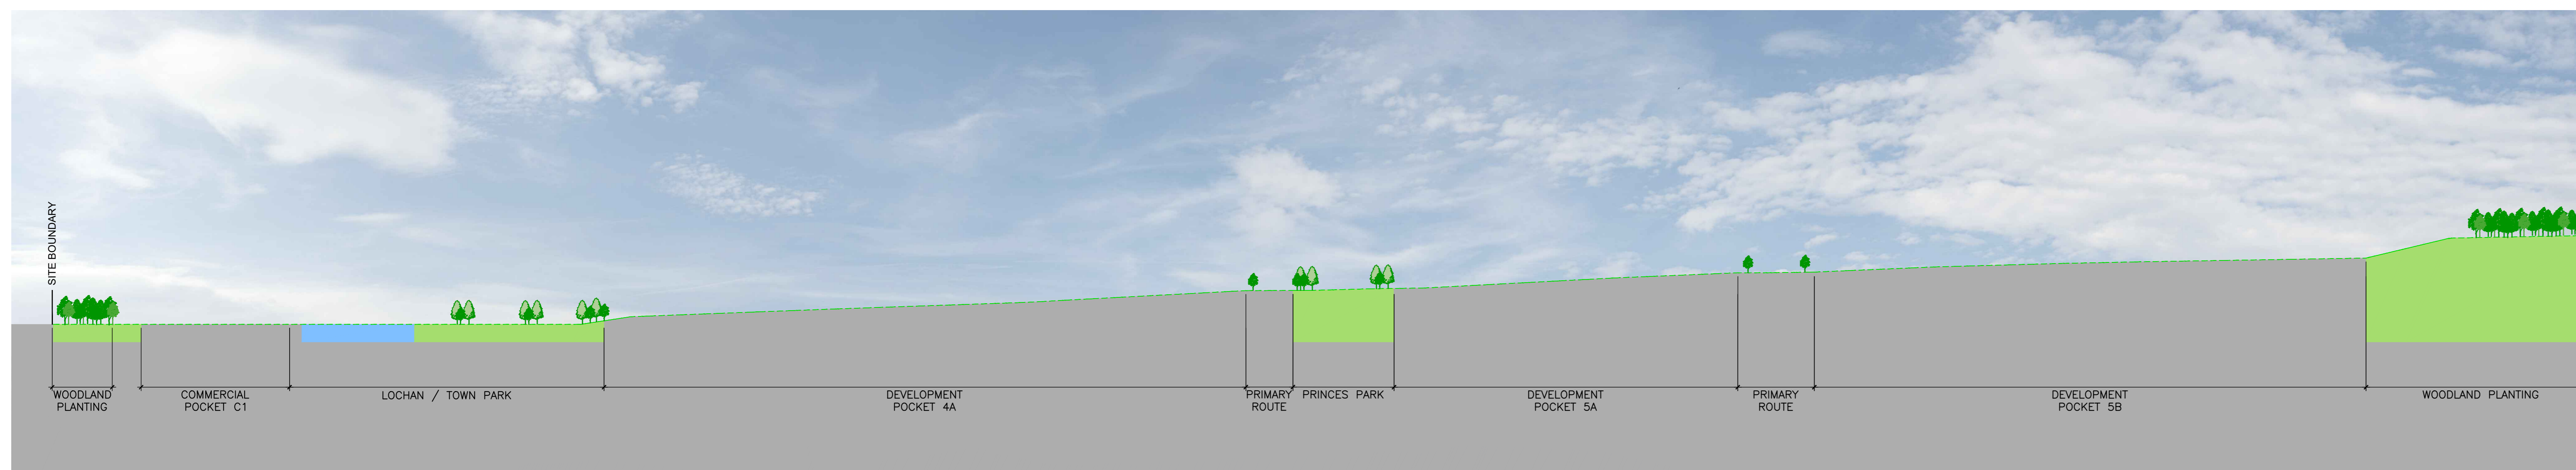 SITE BOUNDARY
WOODLAND
PLANTING
COMMERCIAL
POCKET C1
LOCHAN / TOWN PARK
DEVELOPMENT
POCKET 4A
PRIMARY
ROUTE
PRINCES PARK
DEVELOPMENT
POCKET 5A
PRIMARY
ROUTE
DEVELOPMENT
POCKET 5B
WOODLAND PLANTING